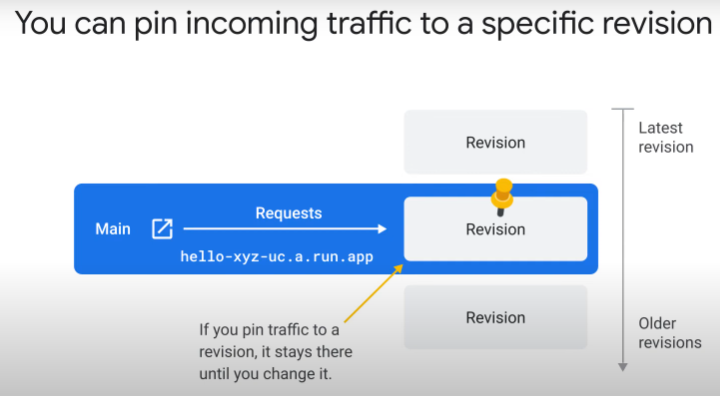 You can pin incoming traffic to a specific revision
Revision
Latest
revision
Main
Requests
hello-xyz-uc.a.run.app
Revision
If you pin traffic to a
revision, it stays there
until you change it.
Revision
Older
revisions